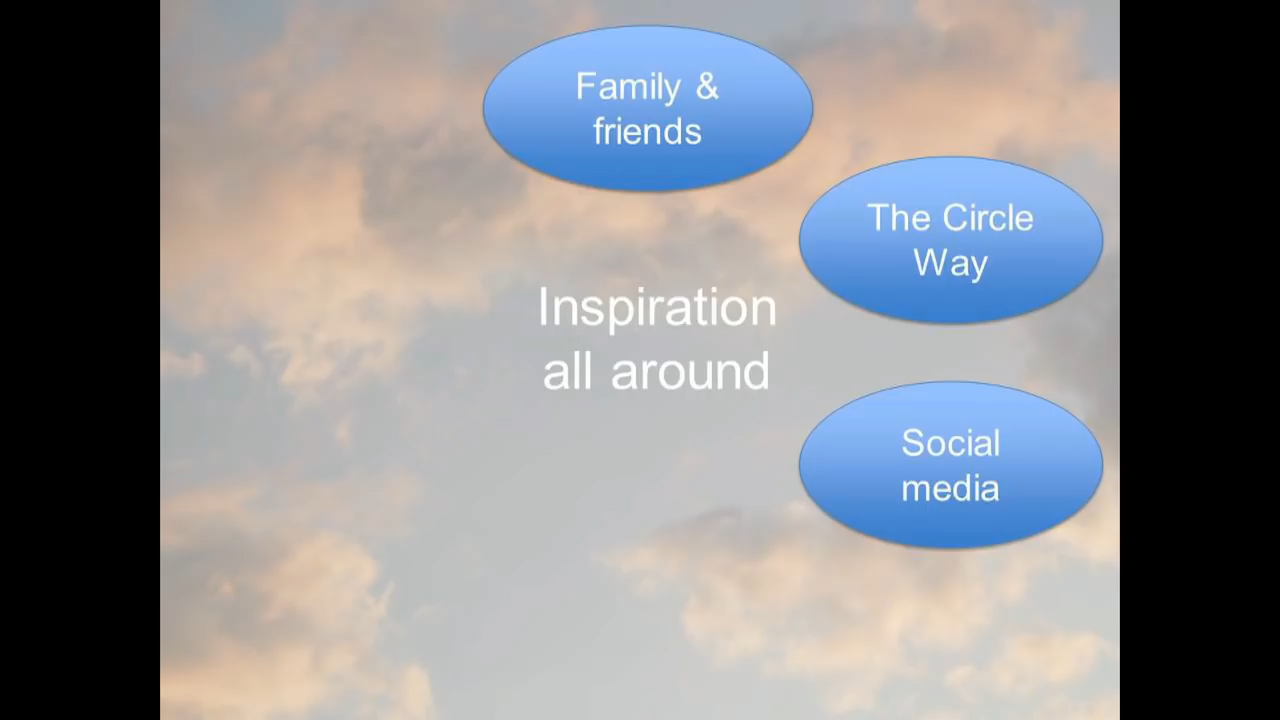 Family &
friends
The Circle
Way
Inspiration
all around
Social
media